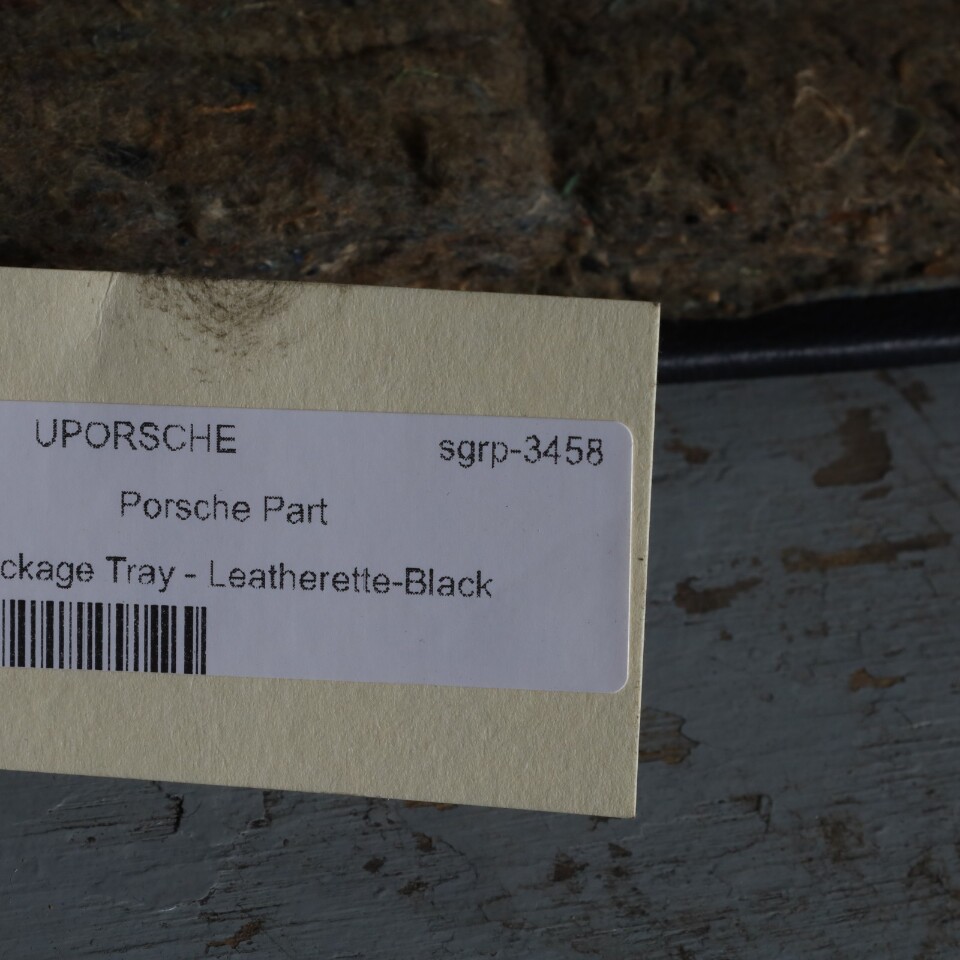 UPORSCHE sgrp-3458
Porsche Part
ckage Tray - Leatherette-Black